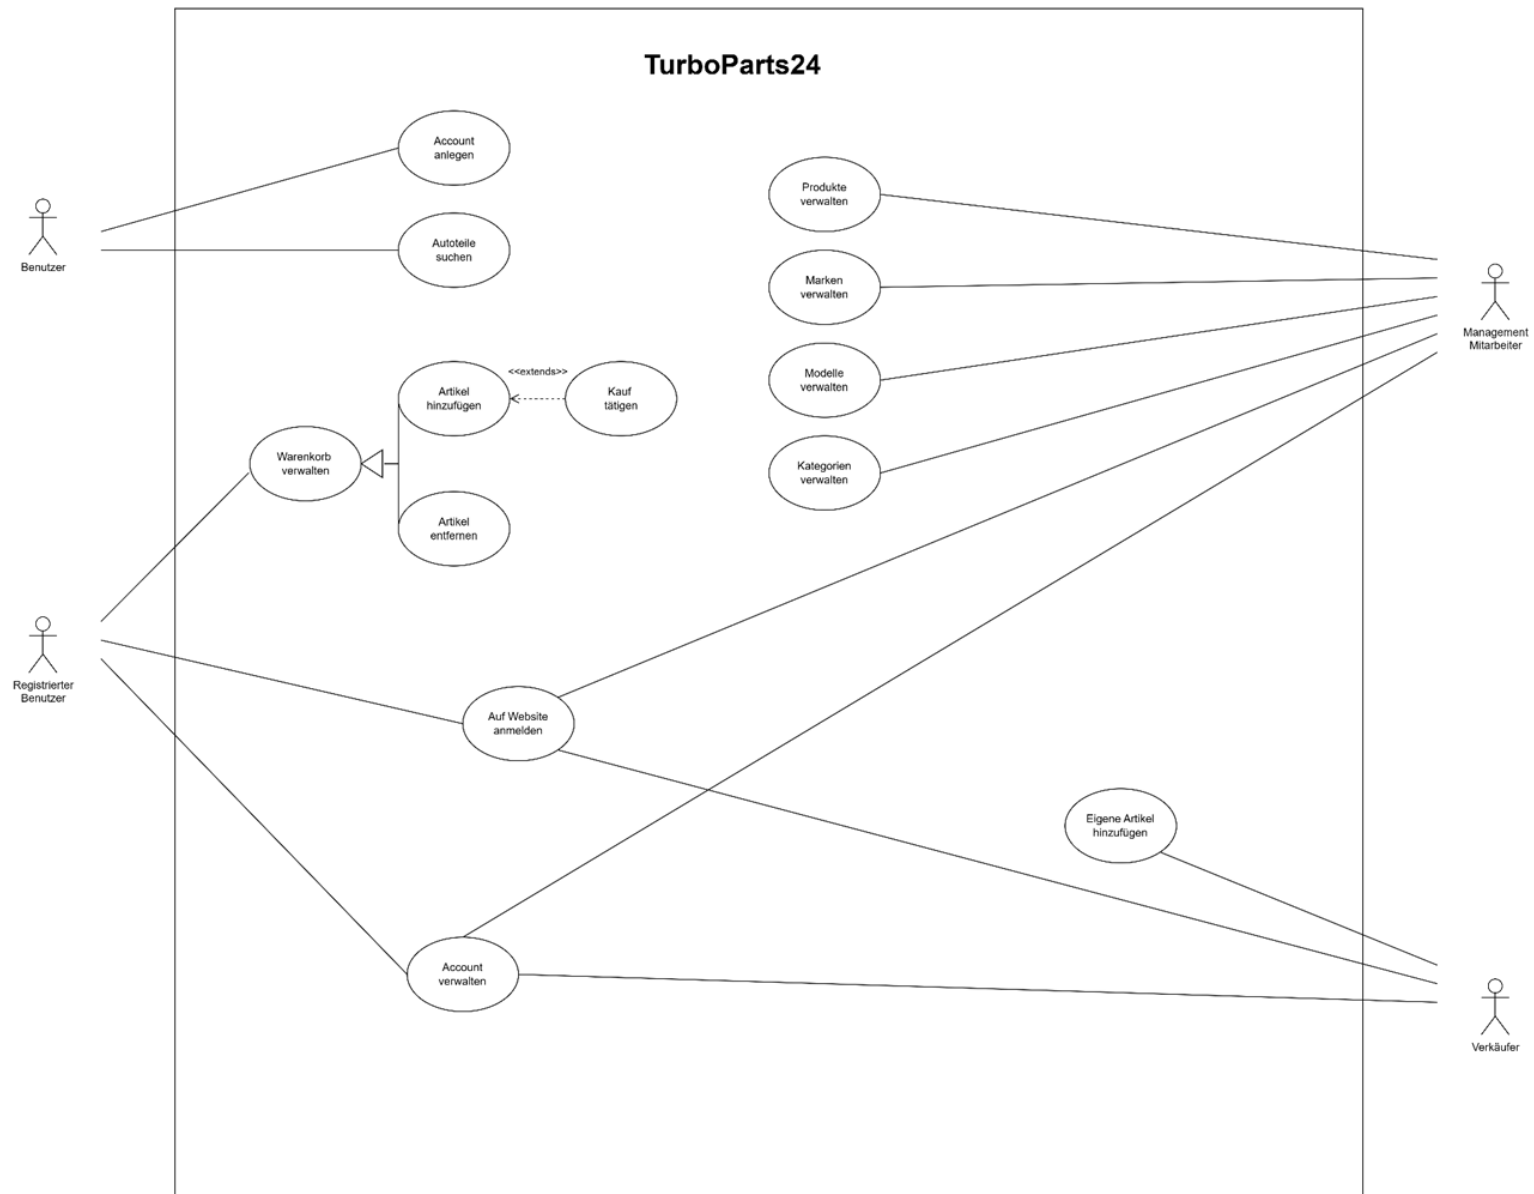 TurboParts24
Account
anlegen
Autoteile
suchen
Benutzer
Produkte
verwalten
Marken
verwalten
Modelle
verwalten
Kategorien
verwalten
Management
Mitarbeiter
Artikel
hinzufügen
<<extends>>
Kauf
tätigen
Warenkorb
verwalten
Artikel
entfernen
Registrierter
Benutzer
Auf Website
anmelden
Eigene Artikel
hinzufügen
Account
verwalten
Verkäufer